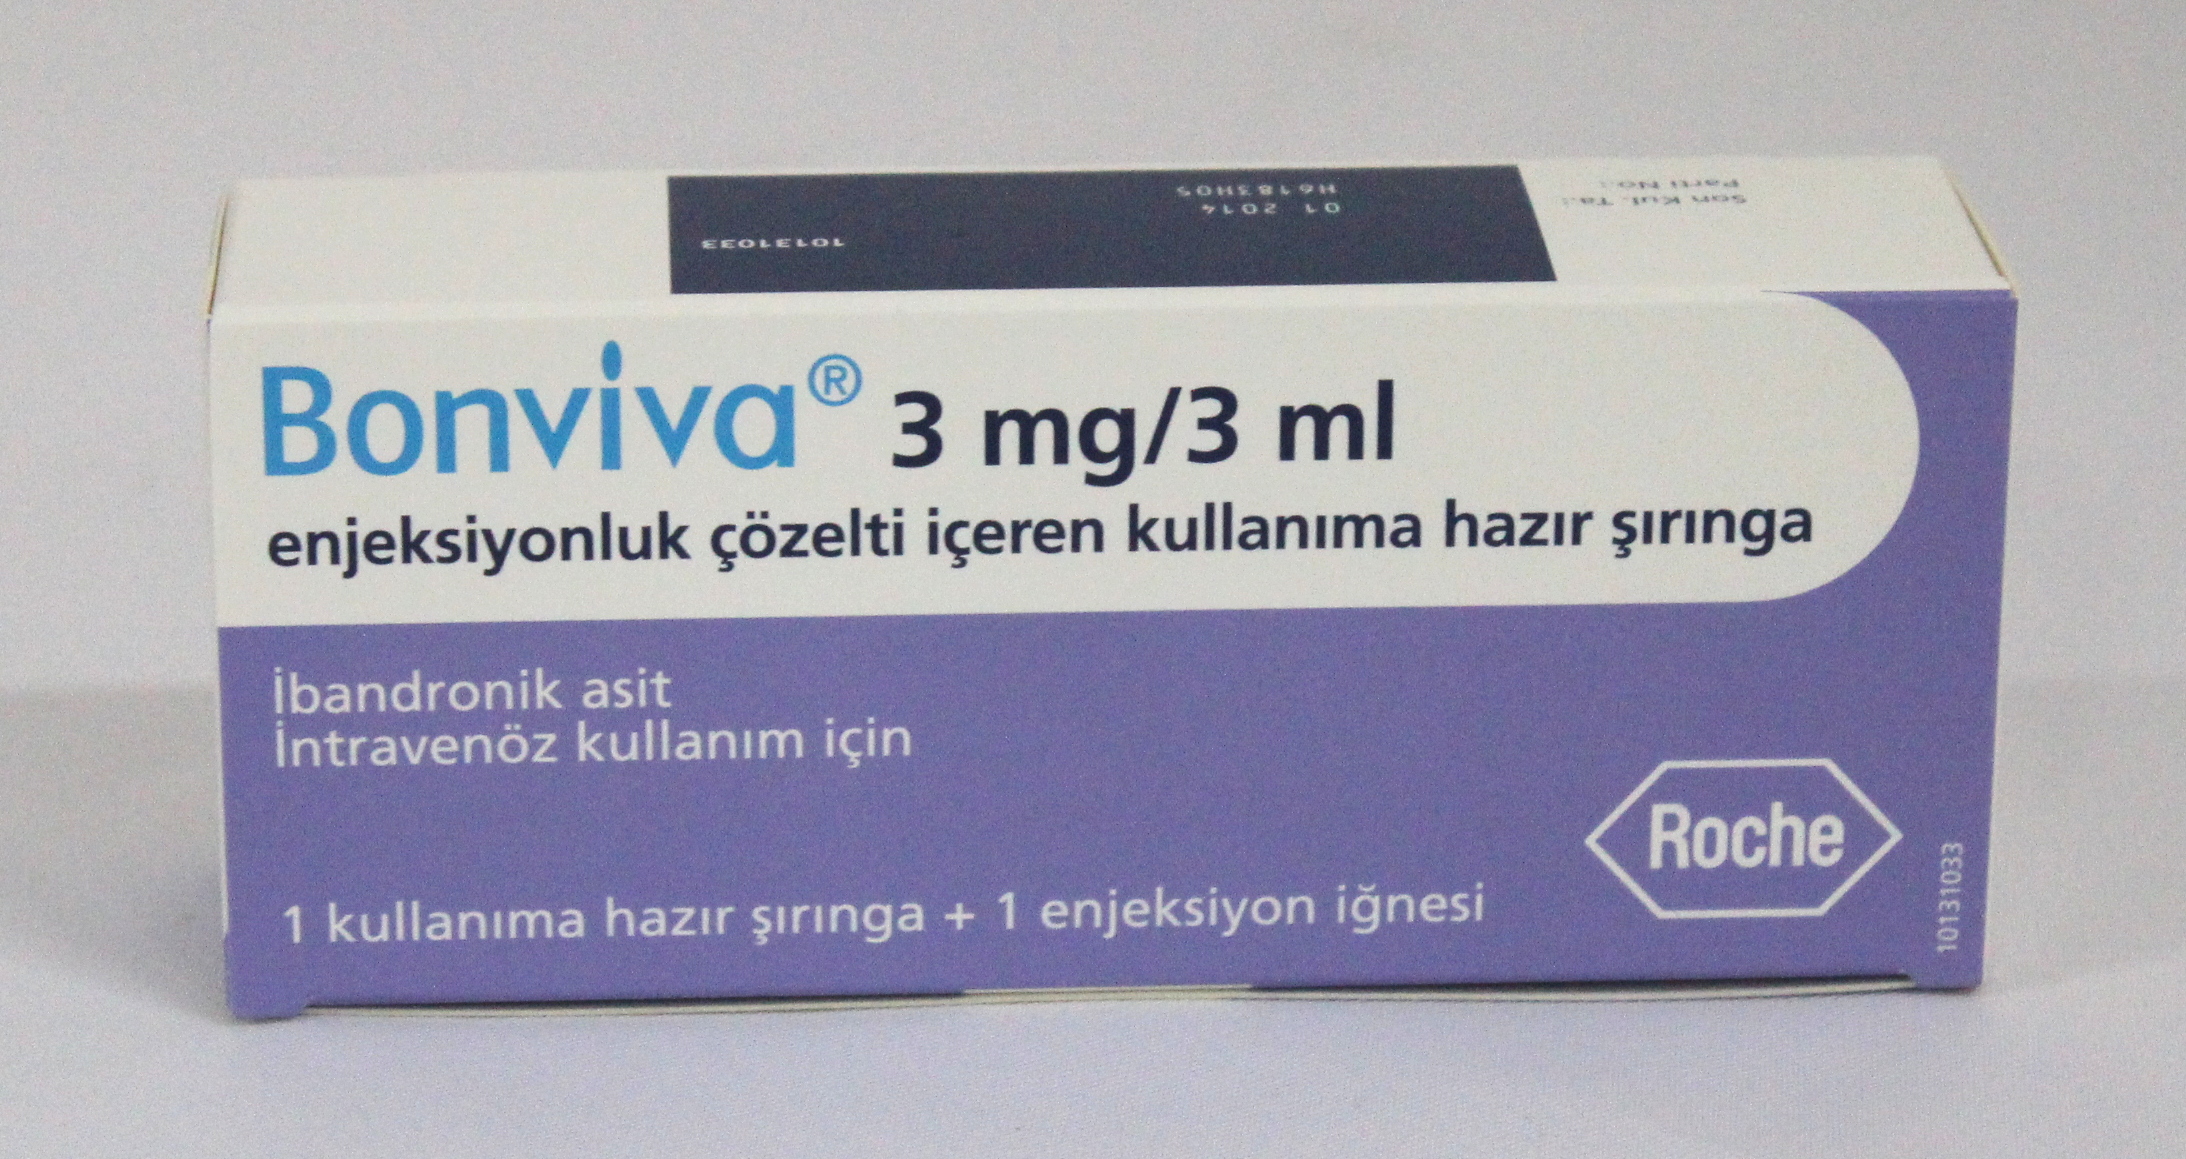 Parti No.:
Son Kul. Ta.:
H6183H05
01 2014
10131033
Bonviva® 3 mg/3 ml
enjeksiyonluk çözelti içeren kullanıma hazır şırınga
İbandronik asit
İntravenöz kullanım için
1 kullanıma hazır şırınga + 1 enjeksiyon iğnesi
Roche
10131033